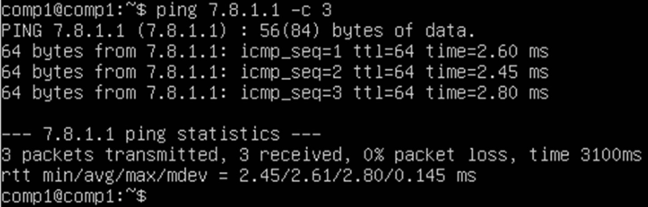 comp1@comp1:~$ ping 7.8.1.1 -c 3
PING 7.8.1.1 (7.8.1.1) : 56(84) bytes of data.
64 bytes from 7.8.1.1: icmp_seq=1 ttl=64 time=2.60 ms
64 bytes from 7.8.1.1: icmp_seq=2 ttl=64 time=2.45 ms
64 bytes from 7.8.1.1: icmp_seq=3 ttl=64 time=2.80 ms
--- 7.8.1.1 ping statistics ---
3 packets transmitted, 3 received, 0% packet loss, time 3100ms
rtt min/avg/max/mdev = 2.45/2.61/2.80/0.145 ms
comp1@comp1:~$